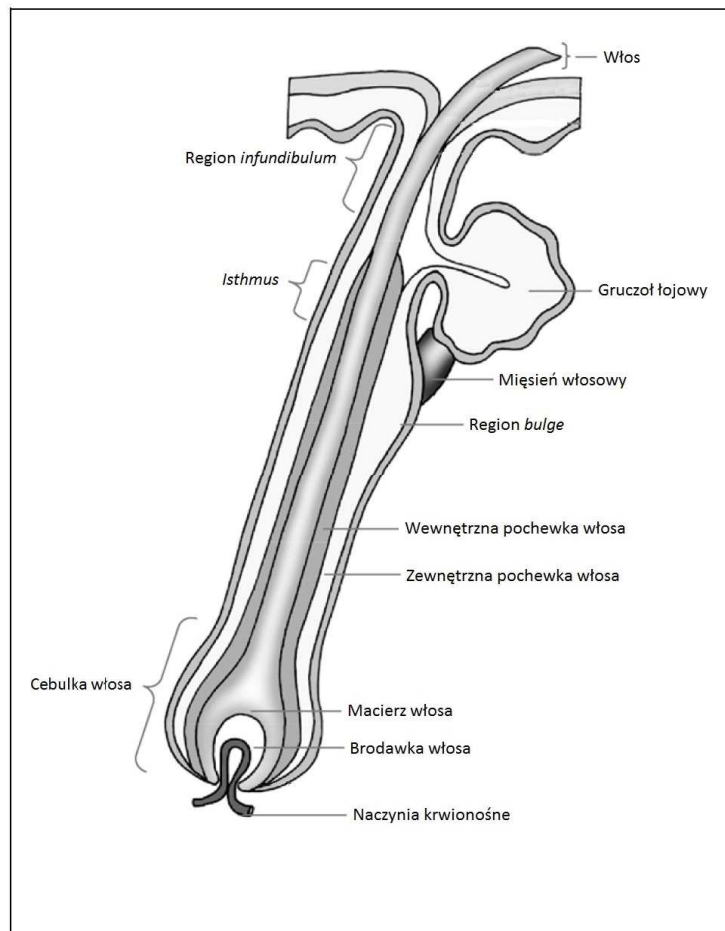 Włos
Region infundibulum
Isthmus
Gruczoł łojowy
Mięsień włosowy
Region bulge
Wewnętrzna pochewka włosa
Zewnętrzna pochewka włosa
Cebulka włosa
Macierz włosa
Brodawka włosa
Naczynia krwionośne